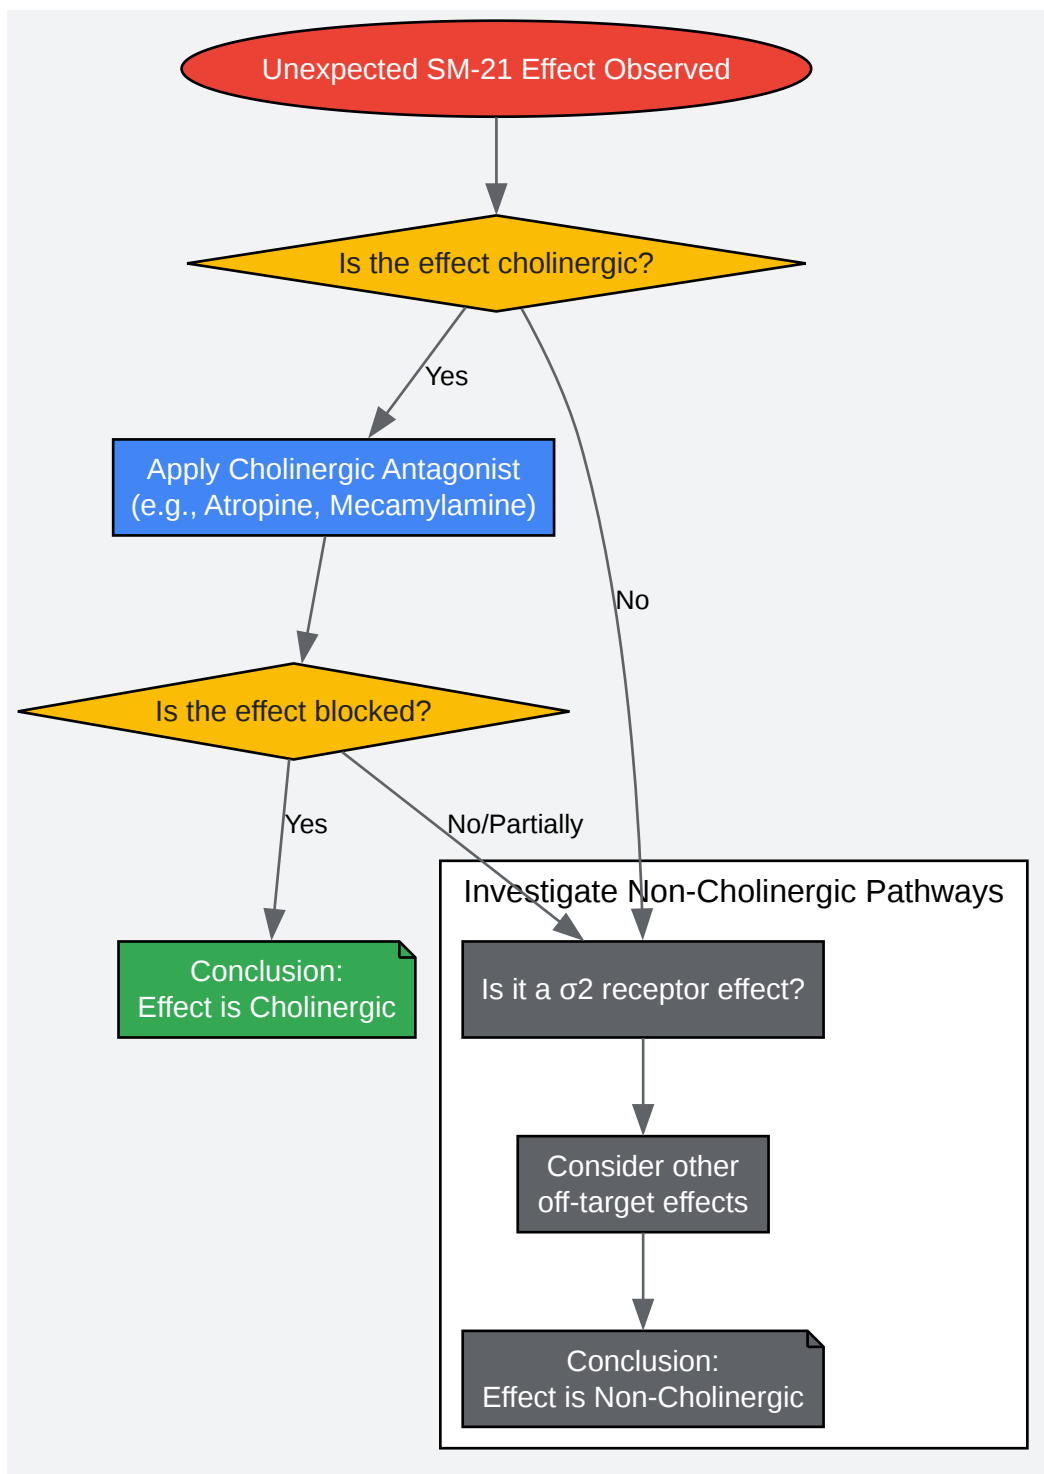 Unexpected SM-21 Effect Observed
Is the effect cholinergic?
Yes
Apply Cholinergic Antagonist
(e.g., Atropine, Mecamylamine)
No
Is the effect blocked?
Yes
No/Partially
Investigate Non-Cholinergic Pathways
Conclusion:
Effect is Cholinergic
Is it a σ2 receptor effect?
Consider other
off-target effects
Conclusion:
Effect is Non-Cholinergic